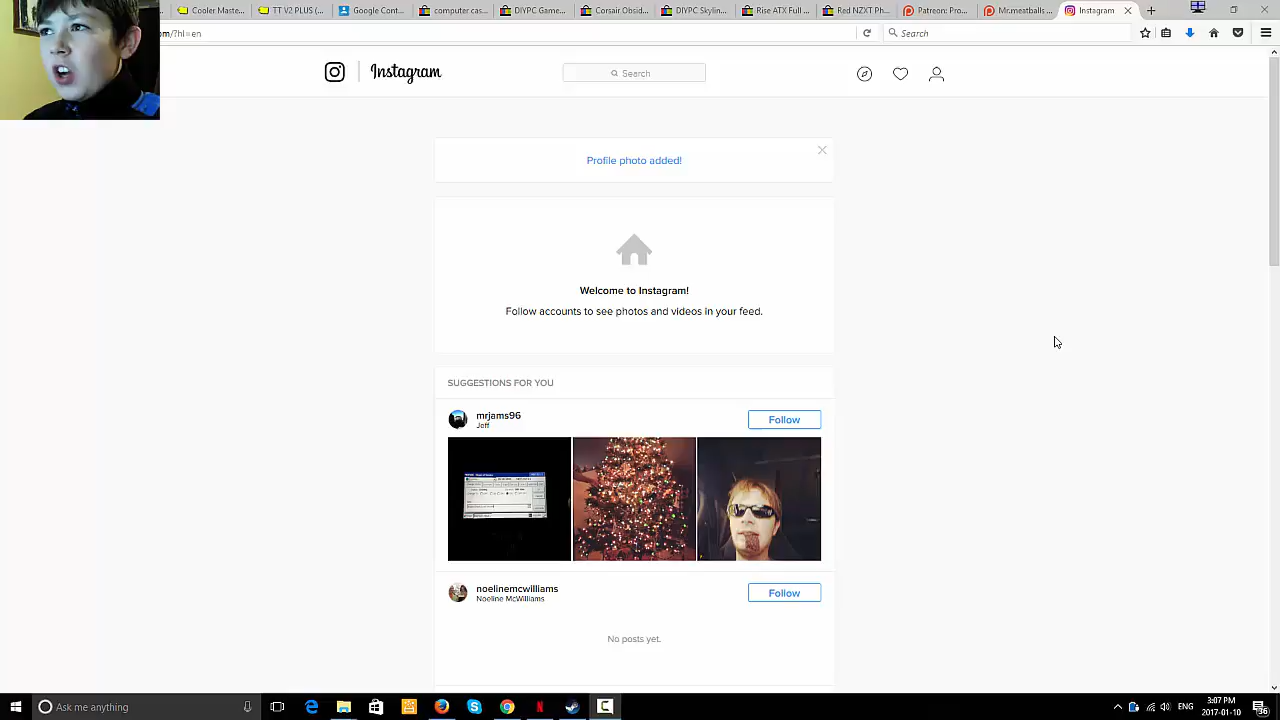 Cooler Maste...
TT V2 PLUS (...
Google Cont...
computer.cas...
DIYPC Game...
Corsair Obsid...
DIYPC Skylin...
Rise ATX Full ...
Red NZXT Ph...
Patreon: Pro...
Mr.meatballs ...
Instagram
om/?hl=en
Search
Instagram
Search
Profile photo added!
Welcome to Instagram!
Follow accounts to see photos and videos in your feed.
SUGGESTIONS FOR YOU
mrjams96
Jeff
Follow
noelinemcwilliams
Noeline McWilliams
Follow
No posts yet.
Ask me anything
ENG
3:07 PM
2017-01-10